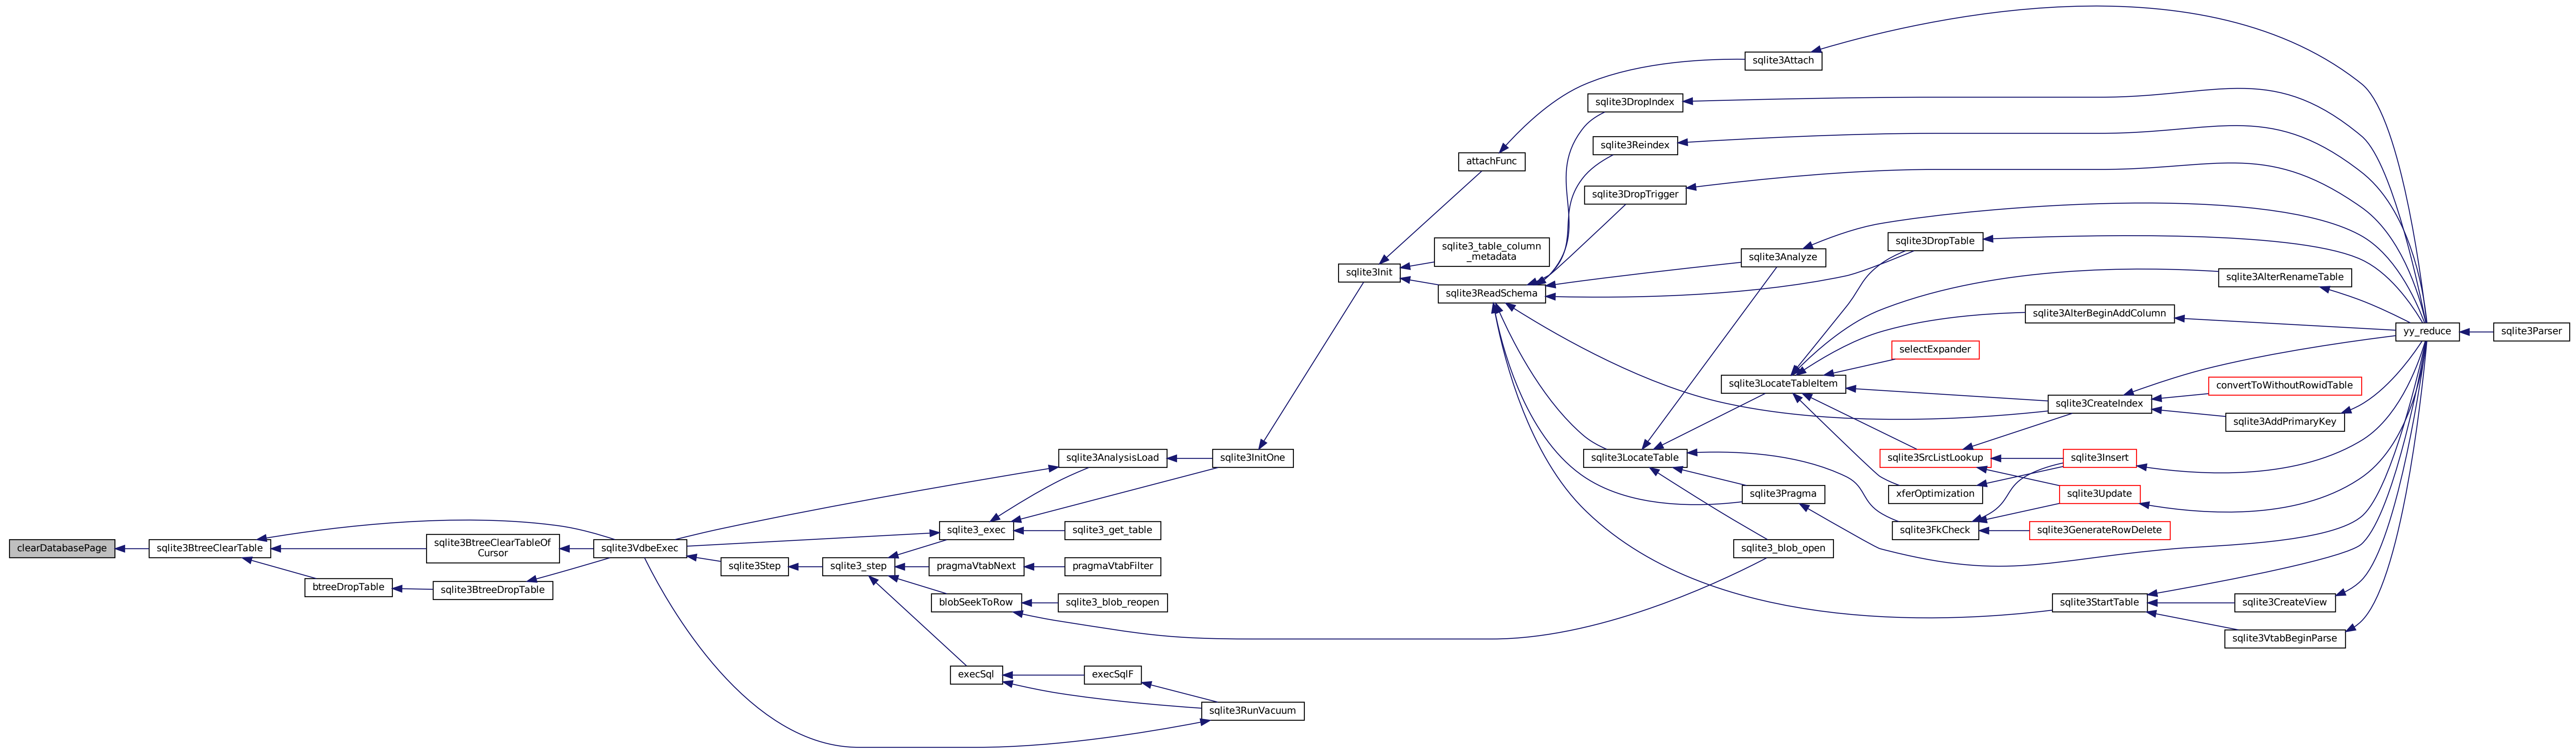 sqlite3Attach
sqlite3DropIndex
sqlite3Reindex
attachFunc
sqlite3DropTrigger
sqlite3_table_column
_metadata
sqlite3DropTable
sqlite3Analyze
sqlite3Init
sqlite3AlterRenameTable
sqlite3ReadSchema
sqlite3AlterBeginAddColumn
yy_reduce
sqlite3Parser
selectExpander
sqlite3LocateTableItem
convertToWithoutRowidTable
sqlite3CreateIndex
sqlite3AddPrimaryKey
sqlite3AnalysisLoad
sqlite3InitOne
sqlite3LocateTable
sqlite3SrcListLookup
sqlite3Insert
sqlite3Pragma
xferOptimization
sqlite3Update
sqlite3_exec
sqlite3_get_table
sqlite3FkCheck
sqlite3GenerateRowDelete
clearDatabasePage
sqlite3BtreeClearTable
sqlite3BtreeClearTableOf
Cursor
sqlite3VdbeExec
sqlite3_blob_open
sqlite3Step
sqlite3_step
pragmaVtabNext
pragmaVtabFilter
btreeDropTable
sqlite3BtreeDropTable
blobSeekToRow
sqlite3_blob_reopen
sqlite3StartTable
sqlite3CreateView
sqlite3VtabBeginParse
execSql
execSqlF
sqlite3RunVacuum